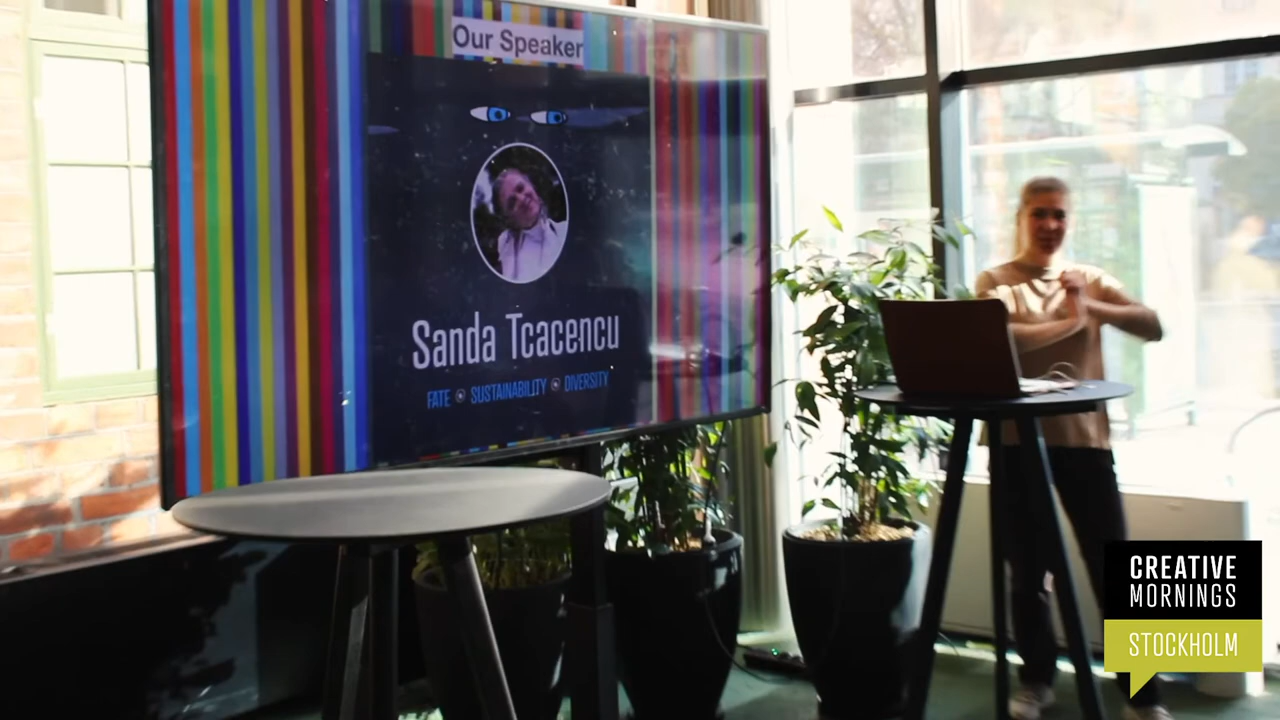 Our Speaker
Sanda Tcacencu
FATE SUSTAINABILITY DIVERSITY
CREATIVE
MORNINGS
STOCKHOLM